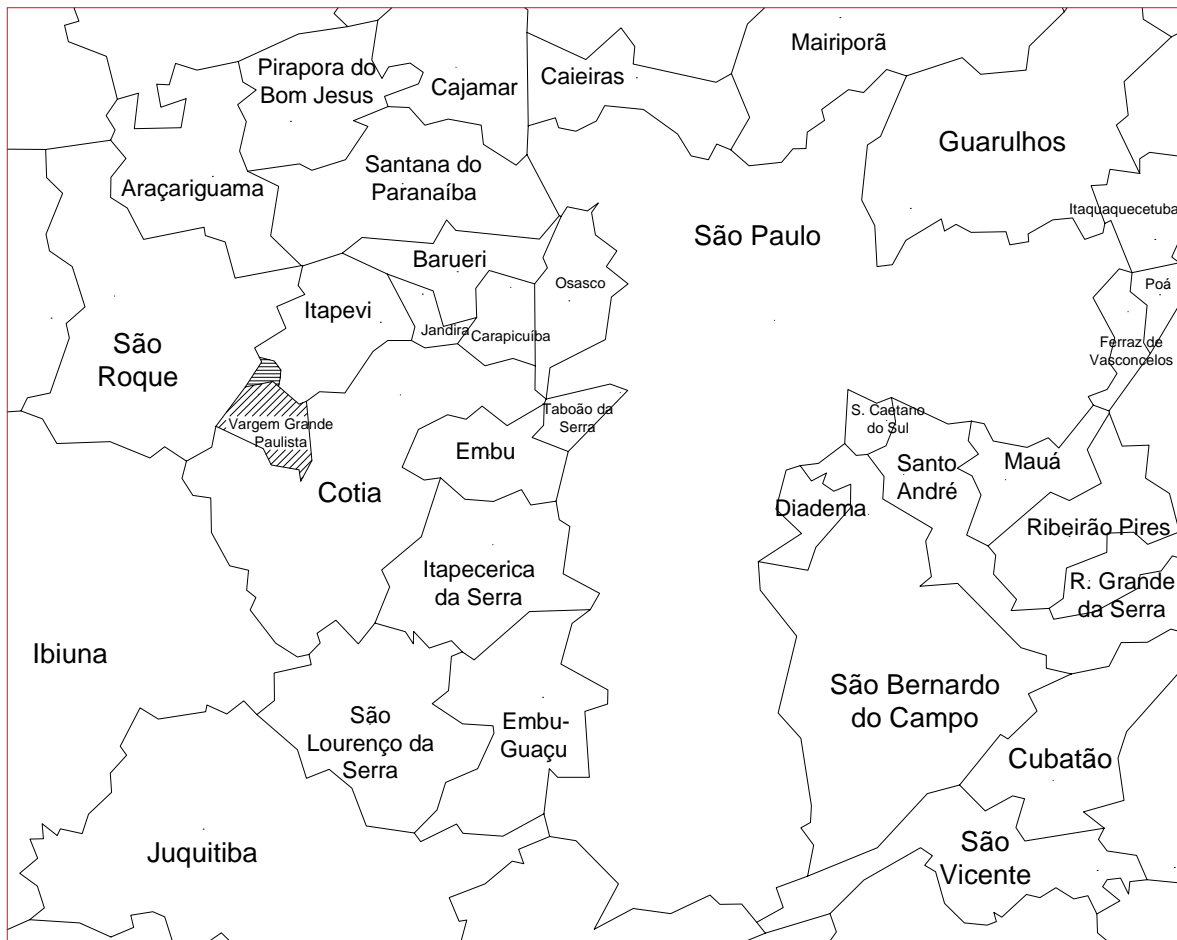 Mairiporã
Pirapora do
Bom Jesus
Cajamar
Caieiras
Guarulhos
Santana do
Paranaíba
Araçariguama
Itaquaquecetuba
São Paulo
Barueri
Osasco
Poá
Itapevi
Jandira
Carapicuíba
São
Roque
Ferraz de
Vasconcelos
Vargem Grande
Paulista
Taboão da
Serra
S. Caetano
do Sul
Embu
Santo
André
Mauá
Cotia
Diadema
Ribeirão Pires
Itapecerica
da Serra
R. Grande
da Serra
Ibiuna
São Bernardo
do Campo
São
Lourenço da
Serra
Embu-
Guaçu
Cubatão
Juquitiba
São
Vicente